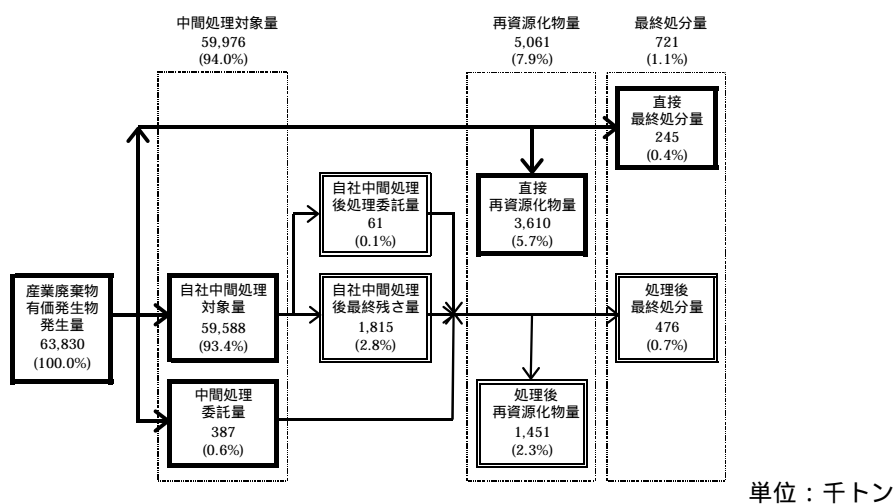 中間処理対象量
59,976
(94.0%)
再資源化物量
5,061
(7.9%)
最終処分量
721
(1.1%)
直接
最終処分量
245
(0.4%)
自社中間処理
後処理委託量
61
(0.1%)
直接
再資源化物量
3,610
(5.7%)
産業廃棄物
有価発生物
発生量
63,830
(100.0%)
自社中間処理
対象量
59,588
(93.4%)
自社中間処理
後最終残さ量
1,815
(2.8%)
処理後
最終処分量
476
(0.7%)
中間処理
委託量
387
(0.6%)
処理後
再資源化物量
1,451
(2.3%)
単位：千トン